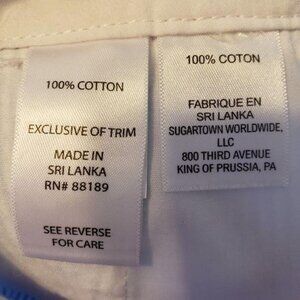 100% COTTON
EXCLUSIVE OF TRIM
MADE IN
SRI LANKA
RN# 88189
SEE REVERSE
FOR CARE
100% COTON
FABRIQUE EN
SRI LANKA
SUGARTOWN WORLDWIDE,
LLC
800 THIRD AVENUE
KING OF PRUSSIA, PA